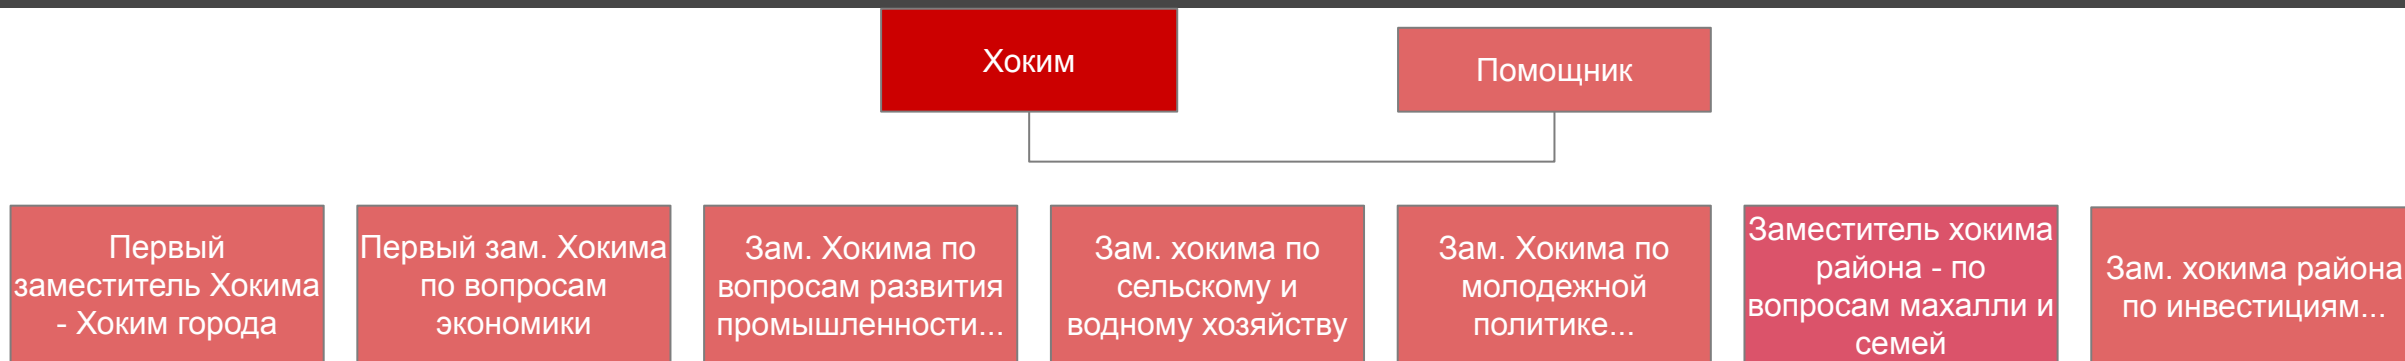 Хоким
Помощник
Первый
заместитель Хокима
- Хоким города
Первый зам. Хокима
по вопросам
экономики
Зам. Хокима по
вопросам развития
промышленности...
Зам. хокима по
сельскому и
водному хозяйству
Зам. Хокима по
молодежной
политике...
Заместитель хокима
района - по
вопросам махалли и
семей
Зам. хокима района
по инвестициям...